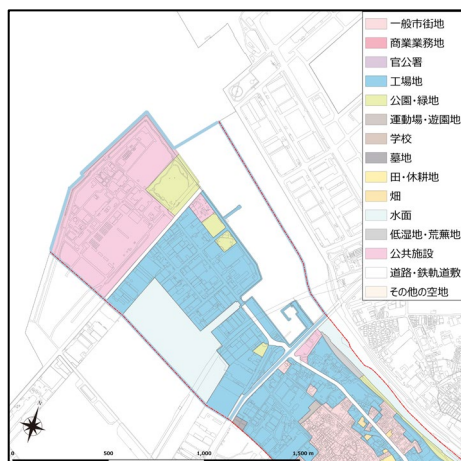 一般市街地
商業業務地
官公署
工場地
公園・緑地
運動場・遊園地
学校
墓地
田・休耕地
畑
水面
低湿地・荒蕪地
公共施設
道路・鉄軌道敷
その他の空地
0 500 1,000 1,500 m